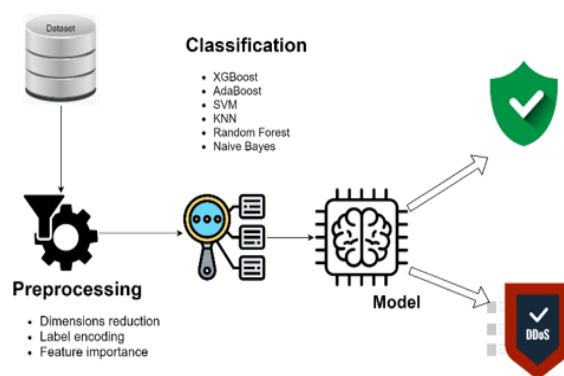 Dataset
Classification
XGBoost
AdaBoost
SVM
KNN
Random Forest
Naive Bayes
Preprocessing
Dimensions reduction
Label encoding
Feature importance
Model
DDoS